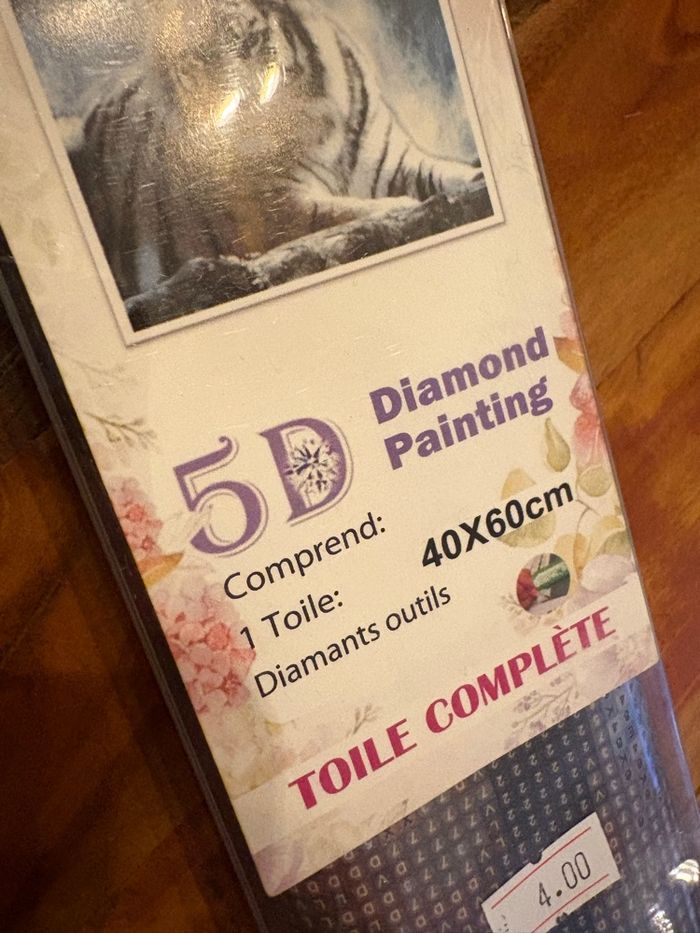 5D
Diamond
Painting
Comprend:
40X60cm
1 Toile:
Diamants outils
TOILE COMPLÈTE
4.00